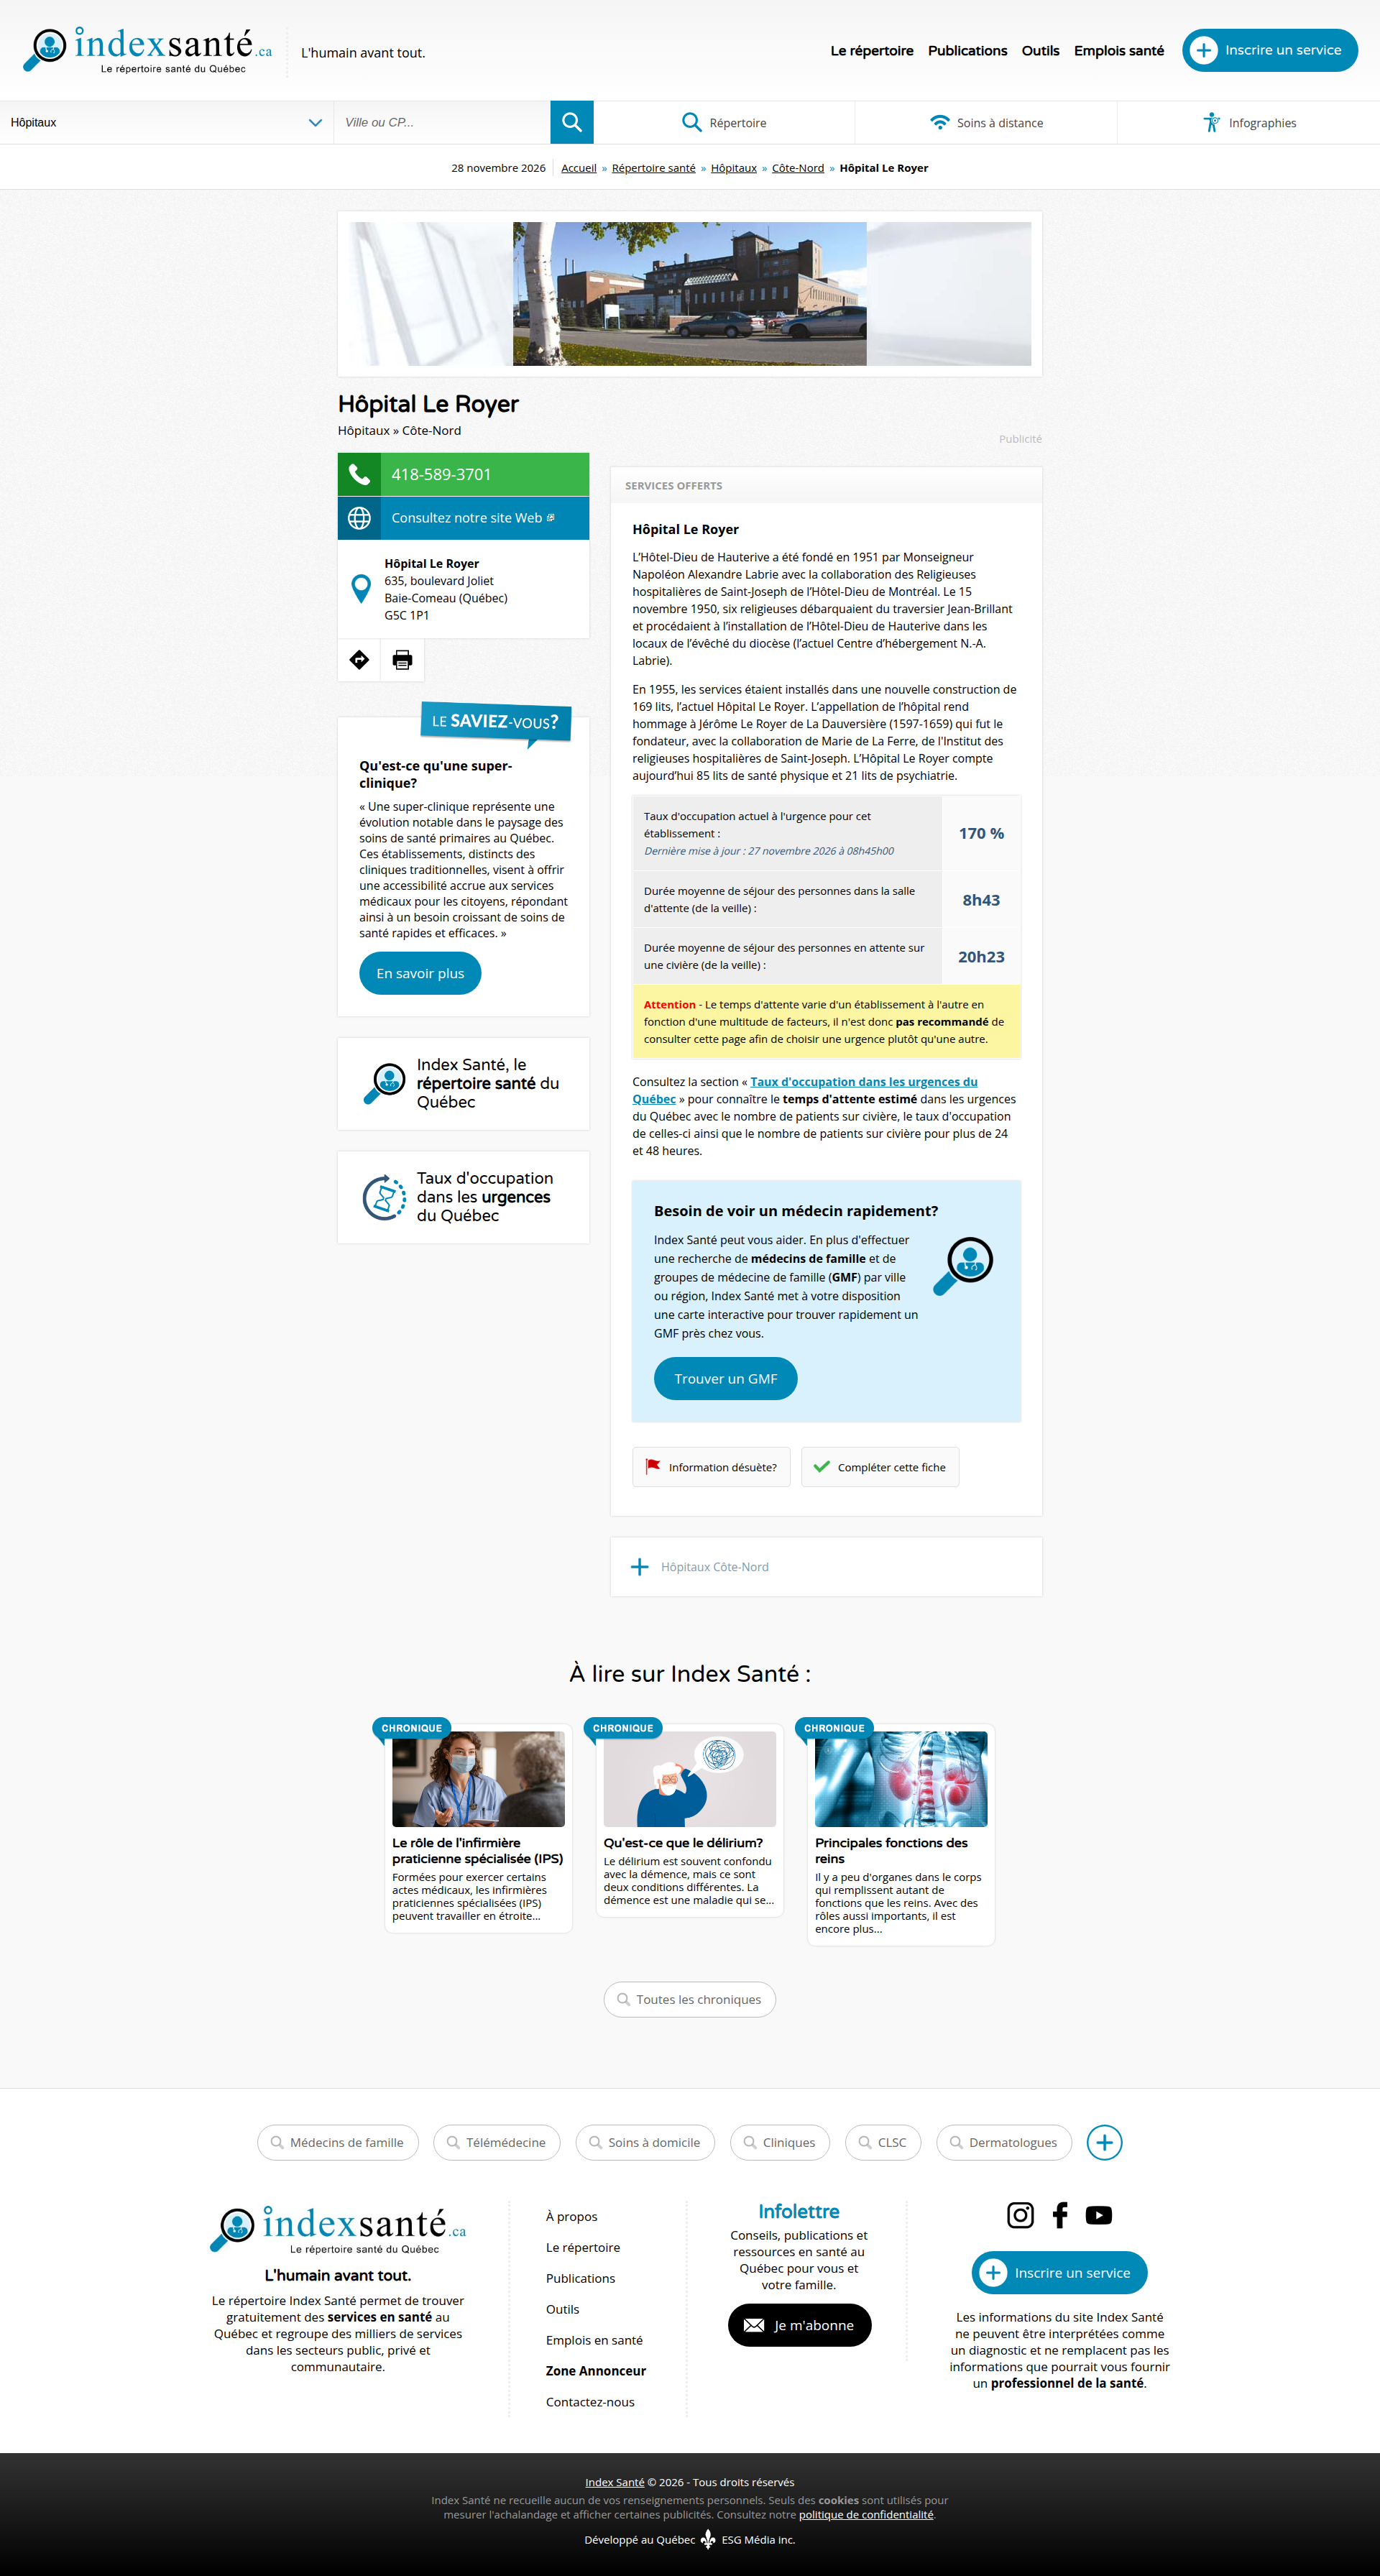 indexsanté.ca
Le répertoire santé du Québec
L'humain avant tout.
Le répertoire
Publications
Outils
Emplois santé
Inscrire un service
Hôpitaux
Ville ou CP...
Répertoire
Soins à distance
Infographies
28 novembre 2026 Accueil » Répertoire santé » Hôpitaux » Côte-Nord » Hôpital Le Royer
Hôpital Le Royer
Hôpitaux » Côte-Nord
Publicité
418-589-3701
Consultez notre site Web
Hôpital Le Royer
635, boulevard Joliet
Baie-Comeau (Québec)
G5C 1P1
LE SAVIEZ-VOUS?
Qu'est-ce qu'une super-
clinique?
« Une super-clinique représente une
évolution notable dans le paysage des
soins de santé primaires au Québec.
Ces établissements, distincts des
cliniques traditionnelles, visent à offrir
une accessibilité accrue aux services
médicaux pour les citoyens, répondant
ainsi à un besoin croissant de soins de
santé rapides et efficaces. »
En savoir plus
Index Santé, le
répertoire santé du
Québec
Taux d'occupation
dans les urgences
du Québec
SERVICES OFFERTS
Hôpital Le Royer
L’Hôtel-Dieu de Hauterive a été fondé en 1951 par Monseigneur
Napoléon Alexandre Labrie avec la collaboration des Religieuses
hospitalières de Saint-Joseph de l’Hôtel-Dieu de Montréal. Le 15
novembre 1950, six religieuses débarquaient du traversier Jean-Brillant
et procédaient à l’installation de l’Hôtel-Dieu de Hauterive dans les
locaux de l’évêché du diocèse (l’actuel Centre d’hébergement N.-A.
Labrie).
En 1955, les services étaient installés dans une nouvelle construction de
169 lits, l’actuel Hôpital Le Royer. L’appellation de l’hôpital rend
hommage à Jérôme Le Royer de La Dauversière (1597-1659) qui fut le
fondateur, avec la collaboration de Marie de La Ferre, de l'Institut des
religieuses hospitalières de Saint-Joseph. L’Hôpital Le Royer compte
aujourd’hui 85 lits de santé physique et 21 lits de psychiatrie.
Taux d'occupation actuel à l'urgence pour cet
établissement :
Dernière mise à jour : 27 novembre 2026 à 08h45h00
170 %
Durée moyenne de séjour des personnes dans la salle
d'attente (de la veille) :
8h43
Durée moyenne de séjour des personnes en attente sur
une civière (de la veille) :
20h23
Attention - Le temps d'attente varie d'un établissement à l'autre en
fonction d'une multitude de facteurs, il n'est donc pas recommandé de
consulter cette page afin de choisir une urgence plutôt qu'une autre.
Consultez la section « Taux d'occupation dans les urgences du
Québec » pour connaître le temps d'attente estimé dans les urgences
du Québec avec le nombre de patients sur civière, le taux d'occupation
de celles-ci ainsi que le nombre de patients sur civière pour plus de 24
et 48 heures.
Besoin de voir un médecin rapidement?
Index Santé peut vous aider. En plus d'effectuer
une recherche de médecins de famille et de
groupes de médecine de famille (GMF) par ville
ou région, Index Santé met à votre disposition
une carte interactive pour trouver rapidement un
GMF près chez vous.
Trouver un GMF
Information désuète?
Compléter cette fiche
Hôpitaux Côte-Nord
À lire sur Index Santé :
CHRONIQUE
Le rôle de l'infirmière
praticienne spécialisée (IPS)
Formées pour exercer certains
actes médicaux, les infirmières
praticiennes spécialisées (IPS)
peuvent travailler en étroite...
CHRONIQUE
Qu'est-ce que le délirium?
Le délirium est souvent confondu
avec la démence, mais ce sont
deux conditions différentes. La
démence est une maladie qui se...
CHRONIQUE
Principales fonctions des
reins
Il y a peu d'organes dans le corps
qui remplissent autant de
fonctions que les reins. Avec des
rôles aussi importants, il est
encore plus...
Toutes les chroniques
Médecins de famille
Télémédecine
Soins à domicile
Cliniques
CLSC
Dermatologues
indexsanté.ca
Le répertoire santé du Québec
L'humain avant tout.
Le répertoire Index Santé permet de trouver
gratuitement des services en santé au
Québec et regroupe des milliers de services
dans les secteurs public, privé et
communautaire.
À propos
Le répertoire
Publications
Outils
Emplois en santé
Zone Annonceur
Contactez-nous
Infolettre
Conseils, publications et
ressources en santé au
Québec pour vous et
votre famille.
Je m'abonne
Inscrire un service
Les informations du site Index Santé
ne peuvent être interprétées comme
un diagnostic et ne remplacent pas les
informations que pourrait vous fournir
un professionnel de la santé.
Index Santé © 2026 - Tous droits réservés
Index Santé ne recueille aucun de vos renseignements personnels. Seuls des cookies sont utilisés pour
mesurer l'achalandage et afficher certaines publicités. Consultez notre politique de confidentialité.
Développé au Québec ESG Média inc.